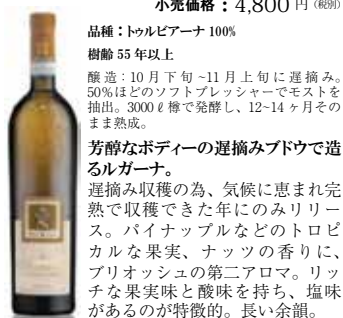 小売価格：4,800 円（税別）
品種：トゥルビアーナ 100%
樹齢 55 年以上
醸造：10 月下旬 ~11 月上旬に遅摘み。
50%ほどのソフトプレッシャーでモストを
抽出。3000ℓ樽で発酵し、12~14 ヶ月その
まま熟成。
芳醇なボディーの遅摘みブドウで造
るルガーナ。
遅摘み収穫の為、気候に恵まれ完
熟で収穫できた年にのみリリー
ス。パイナップルなどのトロピ
カルな果実、ナッツの香りに、
ブリオッシュの第二アロマ。リッ
チな果実味と酸味を持ち、塩味
があるのが特徴的。長い余韻。